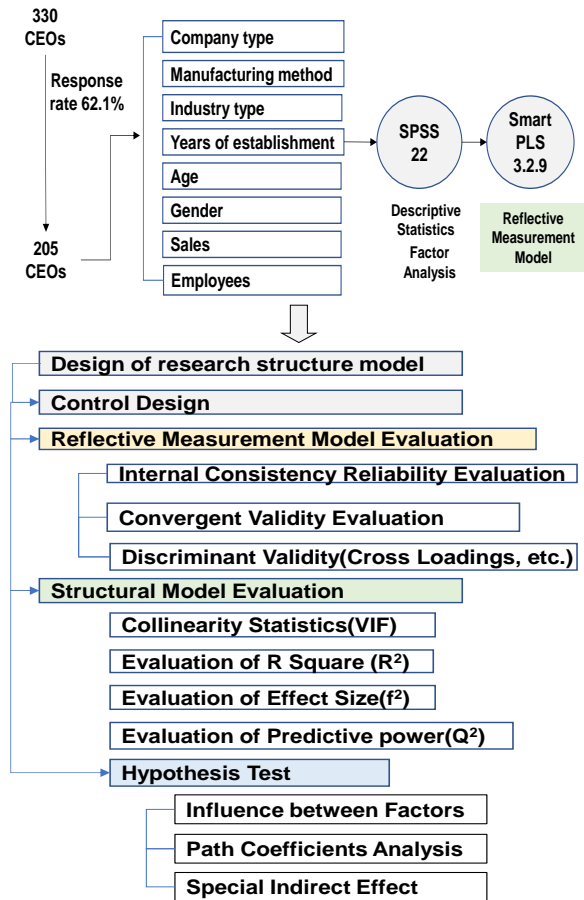 330
CEOs
Response
rate 62.1%
205
CEOs
Company type
Manufacturing method
Industry type
Years of establishment
Age
Gender
Sales
Employees
SPSS
22
Descriptive
Statistics
Factor
Analysis
Smart
PLS
3.2.9
Reflective
Measurement
Model
Design of research structure model
Control Design
Reflective Measurement Model Evaluation
Internal Consistency Reliability Evaluation
Convergent Validity Evaluation
Discriminant Validity(Cross Loadings, etc.)
Structural Model Evaluation
Collinearity Statistics(VIF)
Evaluation of R Square (R²)
Evaluation of Effect Size(f²)
Evaluation of Predictive power(Q²)
Hypothesis Test
Influence between Factors
Path Coefficients Analysis
Special Indirect Effect